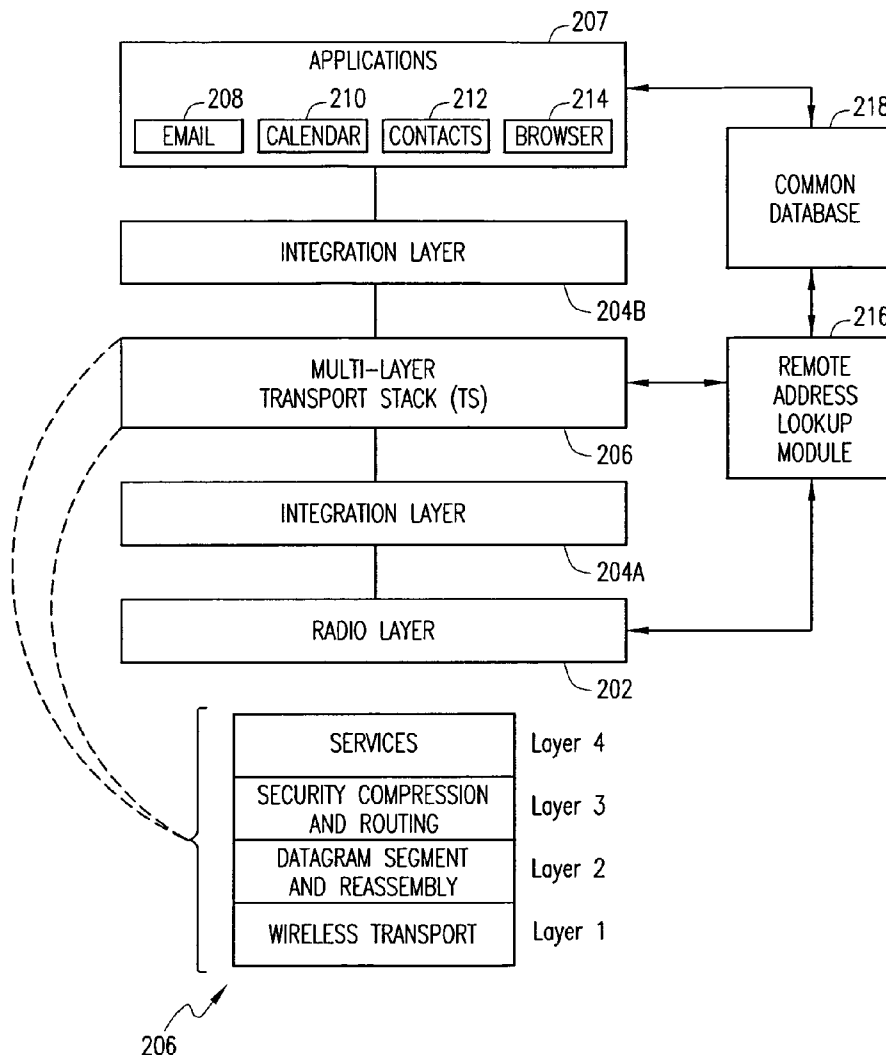 207
APPLICATIONS
208 210 212 214
EMAIL CALENDAR CONTACTS BROWSER
218
COMMON
DATABASE
INTEGRATION LAYER
204B
216
MULTI-LAYER
TRANSPORT STACK (TS)
206
REMOTE
ADDRESS
LOOKUP
MODULE
INTEGRATION LAYER
204A
RADIO LAYER
202
SERVICES Layer 4
SECURITY COMPRESSION
AND ROUTING
Layer 3
DATAGRAM SEGMENT
AND REASSEMBLY
Layer 2
WIRELESS TRANSPORT Layer 1
206